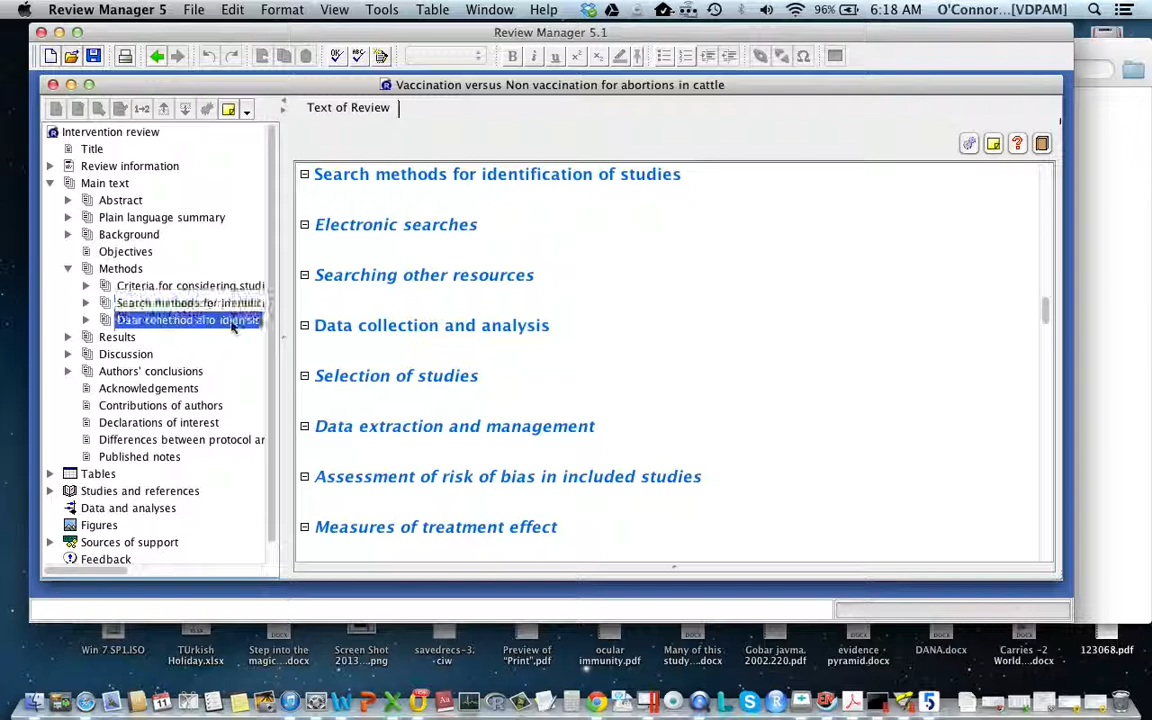 Review Manager 5 File Edit Format View Tools Table Window Help 96% 6:18 AM O'Connor...[VDPAM]
Review Manager 5.1
B i u x² x₂ Ω
Vaccination versus Non vaccination for abortions in cattle
1→2
Text of Review
Intervention review
Title
Review information
Main text
Abstract
Plain language summary
Background
Objectives
Methods
Criteria for considering studi
Search methods for
Results
Discussion
Authors' conclusions
Acknowledgements
Contributions of authors
Declarations of interest
Differences between protocol ar
Published notes
Tables
Studies and references
Data and analyses
Figures
Sources of support
Feedback
Search methods for identification of studies
Electronic searches
Searching other resources
Data collection and analysis
Selection of studies
Data extraction and management
Assessment of risk of bias in included studies
Measures of treatment effect
Win 7 SP1.ISO
TUrkish
Holiday.xlsx
Step into the
magic ....docx
Screen Shot
2013....png
savedrecs-3.
ciw
Preview of
"Print".pdf
ocular
immunity.pdf
Many of this
study...docx
Gobar javma.
2002.220.pdf
evidence -
pyramid.docx
DANA.docx
Carries -2
World....docx
123068.pdf